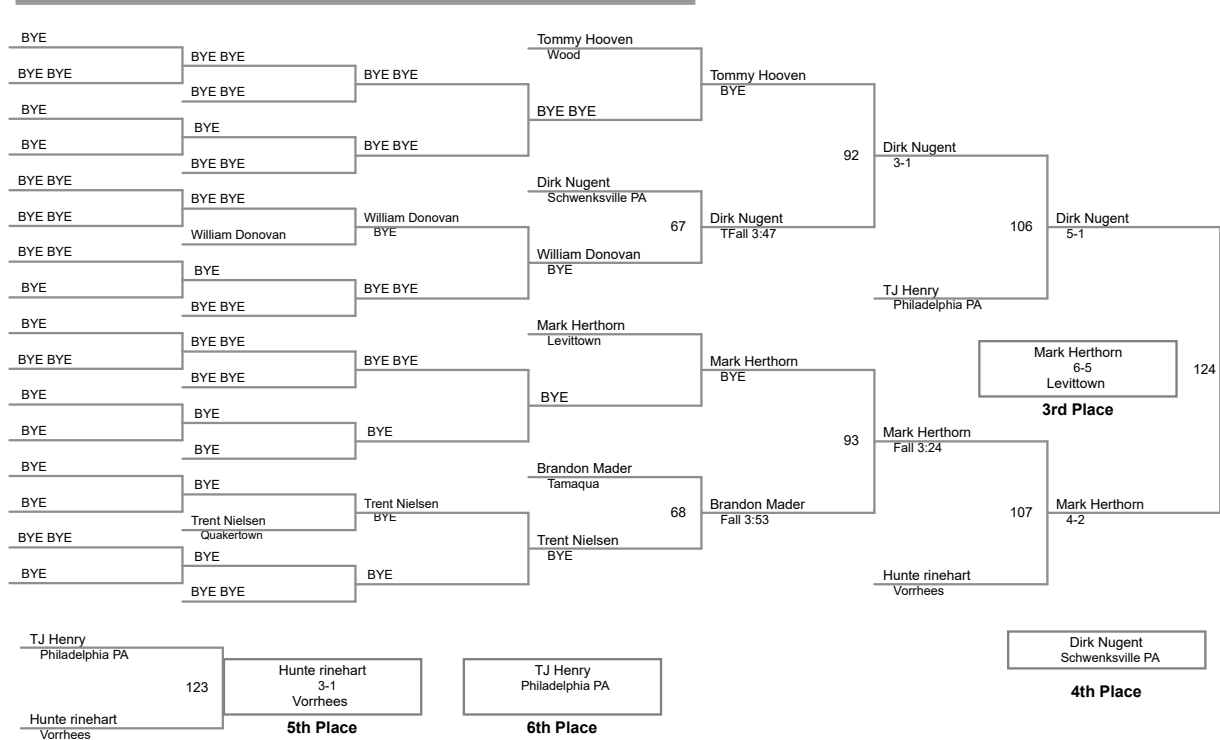 BYE
BYE BYE
BYE
BYE
BYE BYE
BYE BYE
BYE BYE
BYE
BYE
BYE BYE
BYE
BYE
BYE
BYE
BYE BYE
BYE
BYE BYE
BYE BYE
BYE
BYE BYE
BYE BYE
William Donovan
BYE
BYE BYE
BYE BYE
BYE BYE
BYE
BYE
BYE
Trent Nielsen
Quakertown
BYE
BYE BYE
BYE BYE
BYE BYE
William Donovan
BYE
BYE BYE
BYE BYE
BYE
Trent Nielsen
BYE
BYE
Tommy Hooven
Wood
BYE BYE
Dirk Nugent
Schwenksville PA
67
William Donovan
BYE
Mark Herthorn
Levittown
BYE
Brandon Mader
Tamaqua
68
Trent Nielsen
BYE
Tommy Hooven
BYE
92
Dirk Nugent
TFall 3:47
Mark Herthorn
BYE
93
Brandon Mader
Fall 3:53
Dirk Nugent
3-1
106
TJ Henry
Philadelphia PA
Mark Herthorn
Fall 3:24
107
Hunte rinehart
Vorrhees
Dirk Nugent
5-1
124
Mark Herthorn
4-2
Mark Herthorn
6-5
Levittown
3rd Place
TJ Henry
Philadelphia PA
123
Hunte rinehart
Vorrhees
Hunte rinehart
3-1
Vorrhees
5th Place
TJ Henry
Philadelphia PA
6th Place
Dirk Nugent
Schwenksville PA
4th Place